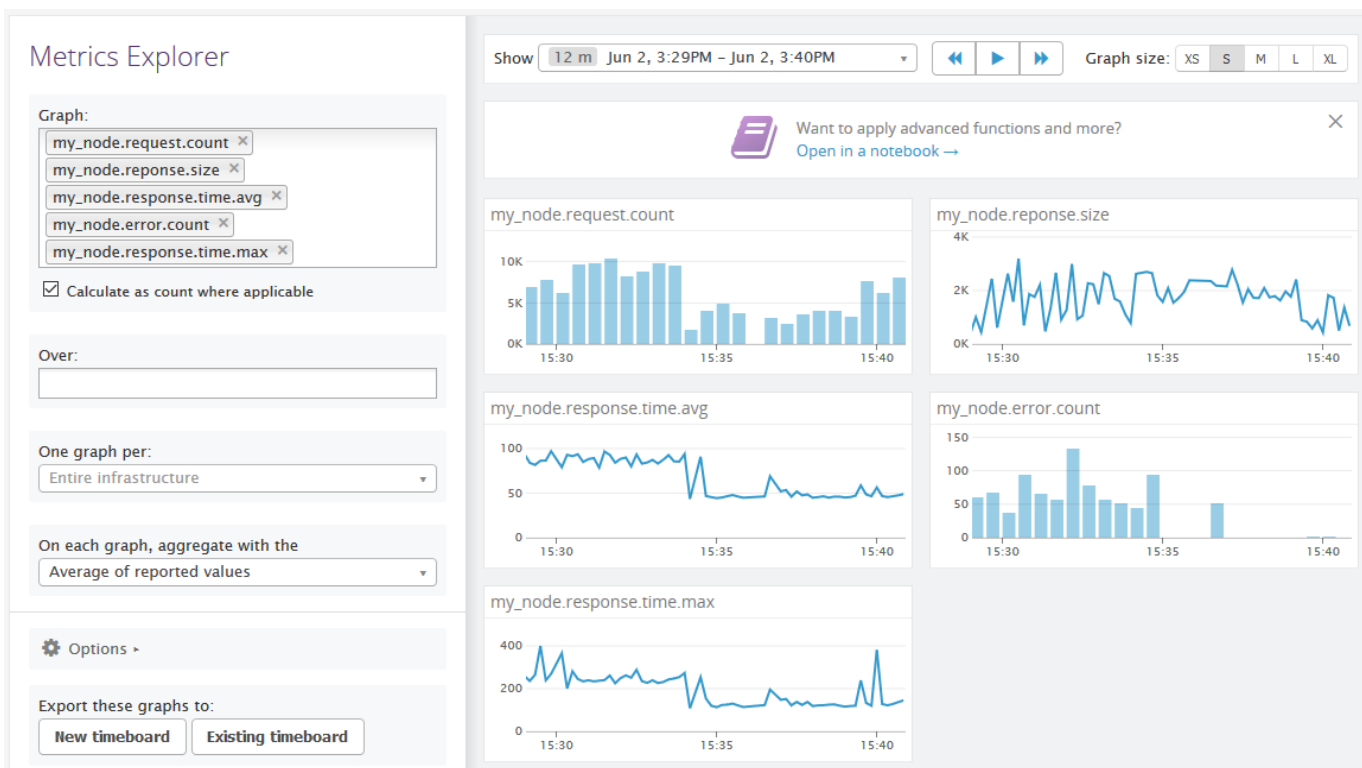 Metrics Explorer
Graph:
my_node.request.count ×
my_node.reponse.size ×
my_node.response.time.avg ×
my_node.error.count ×
my_node.response.time.max ×
Calculate as count where applicable
Over:
One graph per:
Entire infrastructure
On each graph, aggregate with the
Average of reported values
Options
Export these graphs to:
New timeboard Existing timeboard
Show 12 m Jun 2, 3:29PM – Jun 2, 3:40PM
Graph size: XS S M L XL
Want to apply advanced functions and more?
Open in a notebook →
my_node.request.count
10K
5K
0K
15:30 15:35 15:40
my_node.reponse.size
4K
2K
0K
15:30 15:35 15:40
my_node.response.time.avg
100
50
0
15:30 15:35 15:40
my_node.error.count
150
100
50
0
15:30 15:35 15:40
my_node.response.time.max
400
200
0
15:30 15:35 15:40